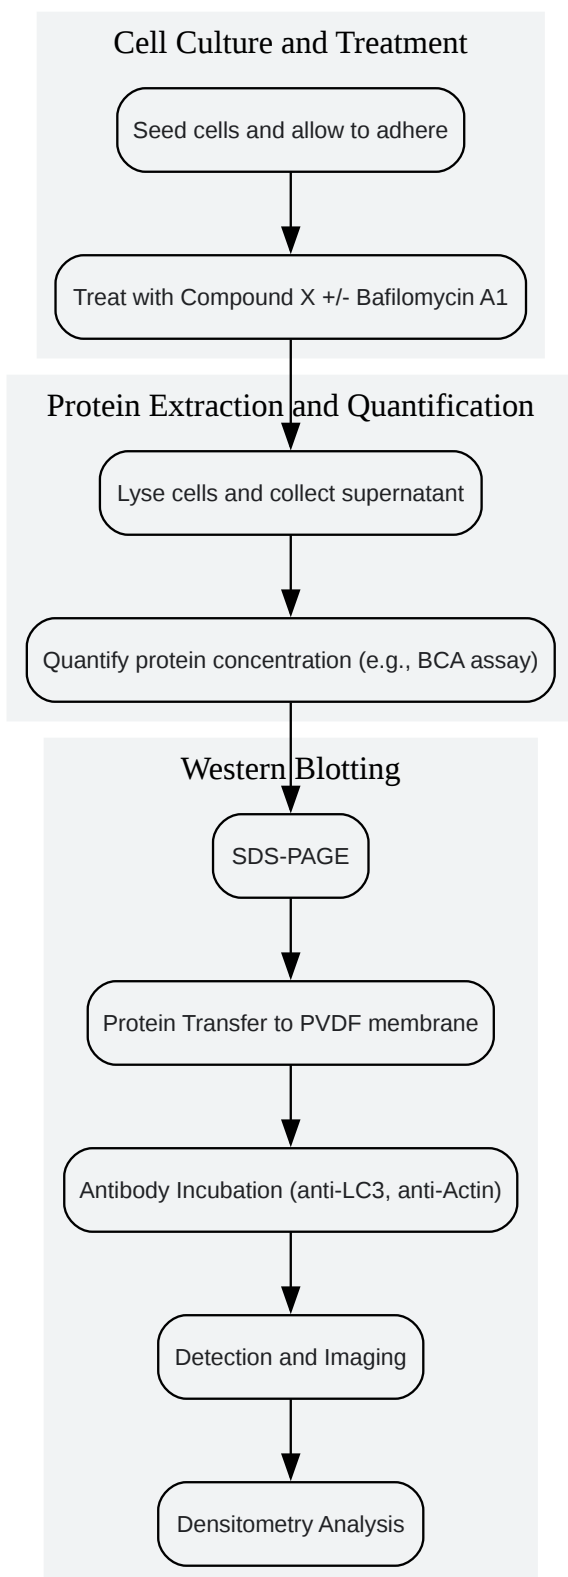 Cell Culture and Treatment
Seed cells and allow to adhere
Treat with Compound X +/- Bafilomycin A1
Protein Extraction and Quantification
Lyse cells and collect supernatant
Quantify protein concentration (e.g., BCA assay)
Western Blotting
SDS-PAGE
Protein Transfer to PVDF membrane
Antibody Incubation (anti-LC3, anti-Actin)
Detection and Imaging
Densitometry Analysis